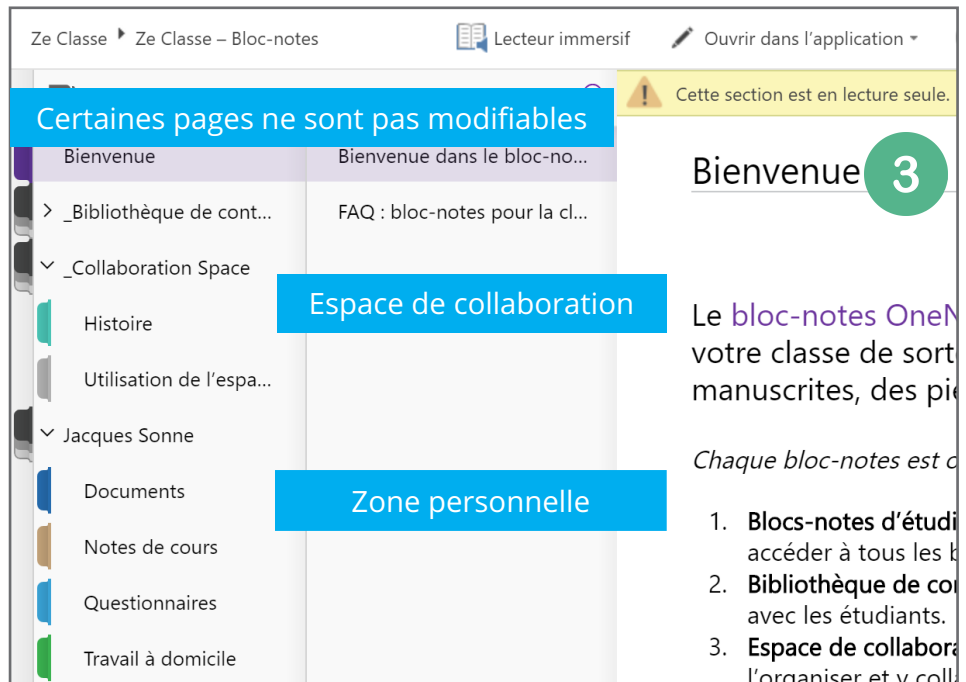 Ze Classe Ze Classe – Bloc-notes
Lecteur immersif
Ouvrir dans l'application
Cette section est en lecture seule.
Certaines pages ne sont pas modifiables
Bienvenue
_Bibliothèque de cont...
_Collaboration Space
Histoire
Utilisation de l'espa...
Jacques Sonne
Documents
Notes de cours
Questionnaires
Travail à domicile
Bienvenue dans le bloc-no...
FAQ : bloc-notes pour la cl...
Espace de collaboration
Zone personnelle
Bienvenue
3
Le bloc-notes OneN
votre classe de sort
manuscrites, des piè
Chaque bloc-notes est
1. Blocs-notes d'étudi
accéder à tous les
2. Bibliothèque de co
avec les étudiants.
3. Espace de collabor
l'organiser et y coll